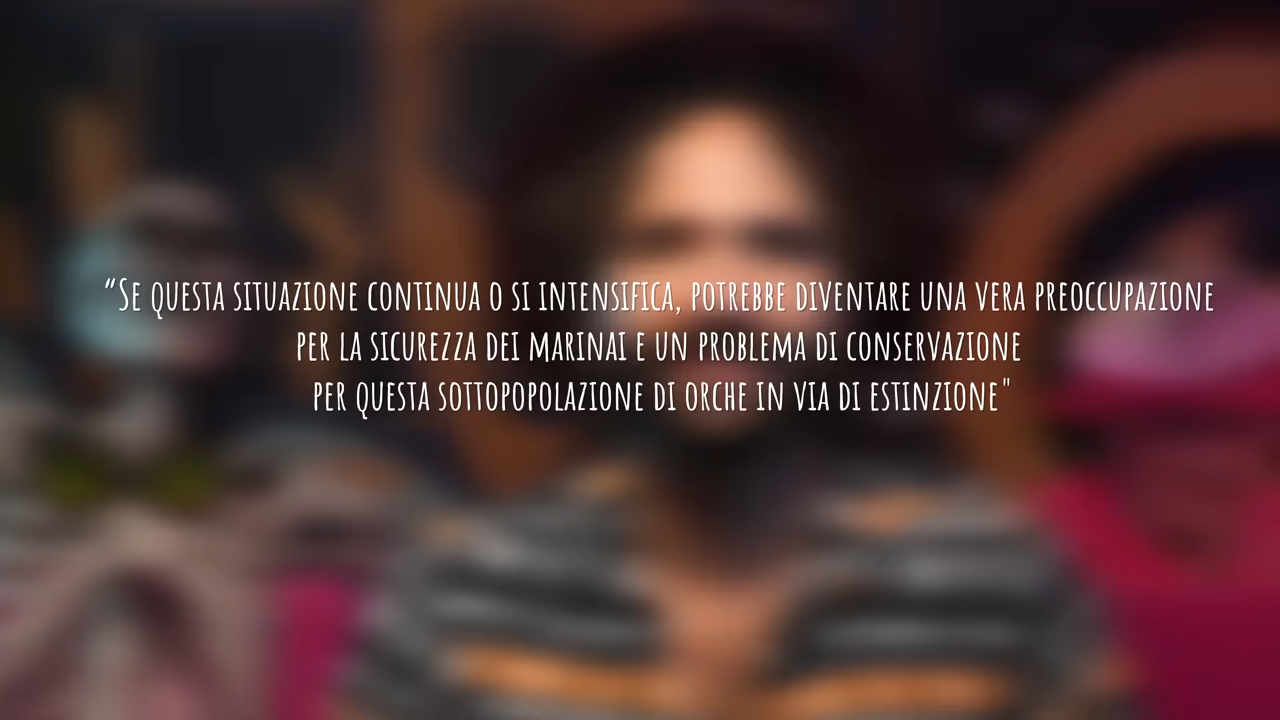 “Se questa situazione continua o si intensifica, potrebbe diventare una vera preoccupazione
per la sicurezza dei marinai e un problema di conservazione
per questa sottopopolazione di orche in via di estinzione"